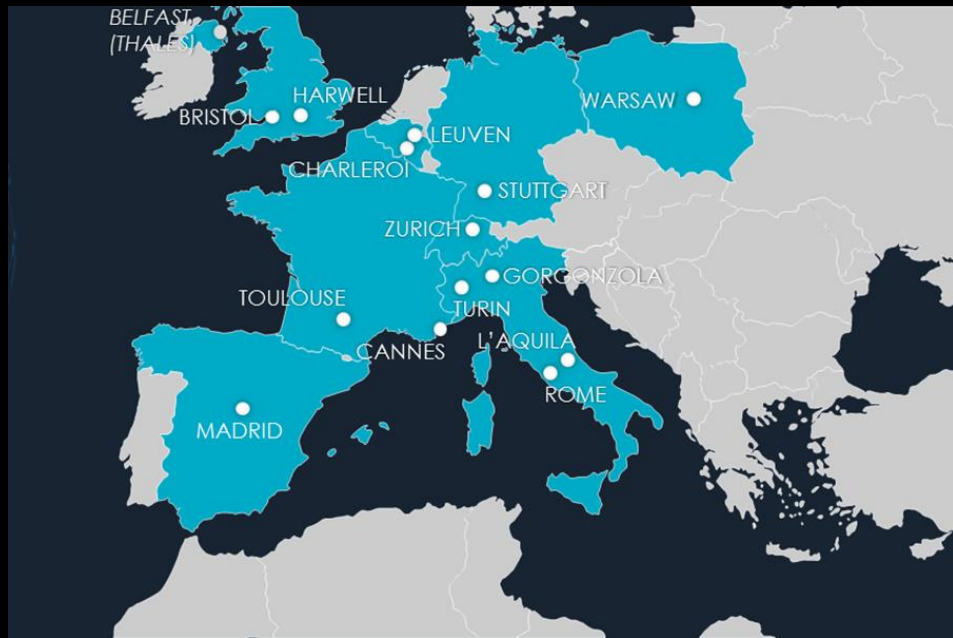 BELFAST
(THALES)
HARWELL
BRISTOL
WARSAW
LEUVEN
CHARLEROI
STUTTGART
ZURICH
GORGONZOLA
TOULOUSE
TURIN
CANNES
L'AQUILA
ROME
MADRID